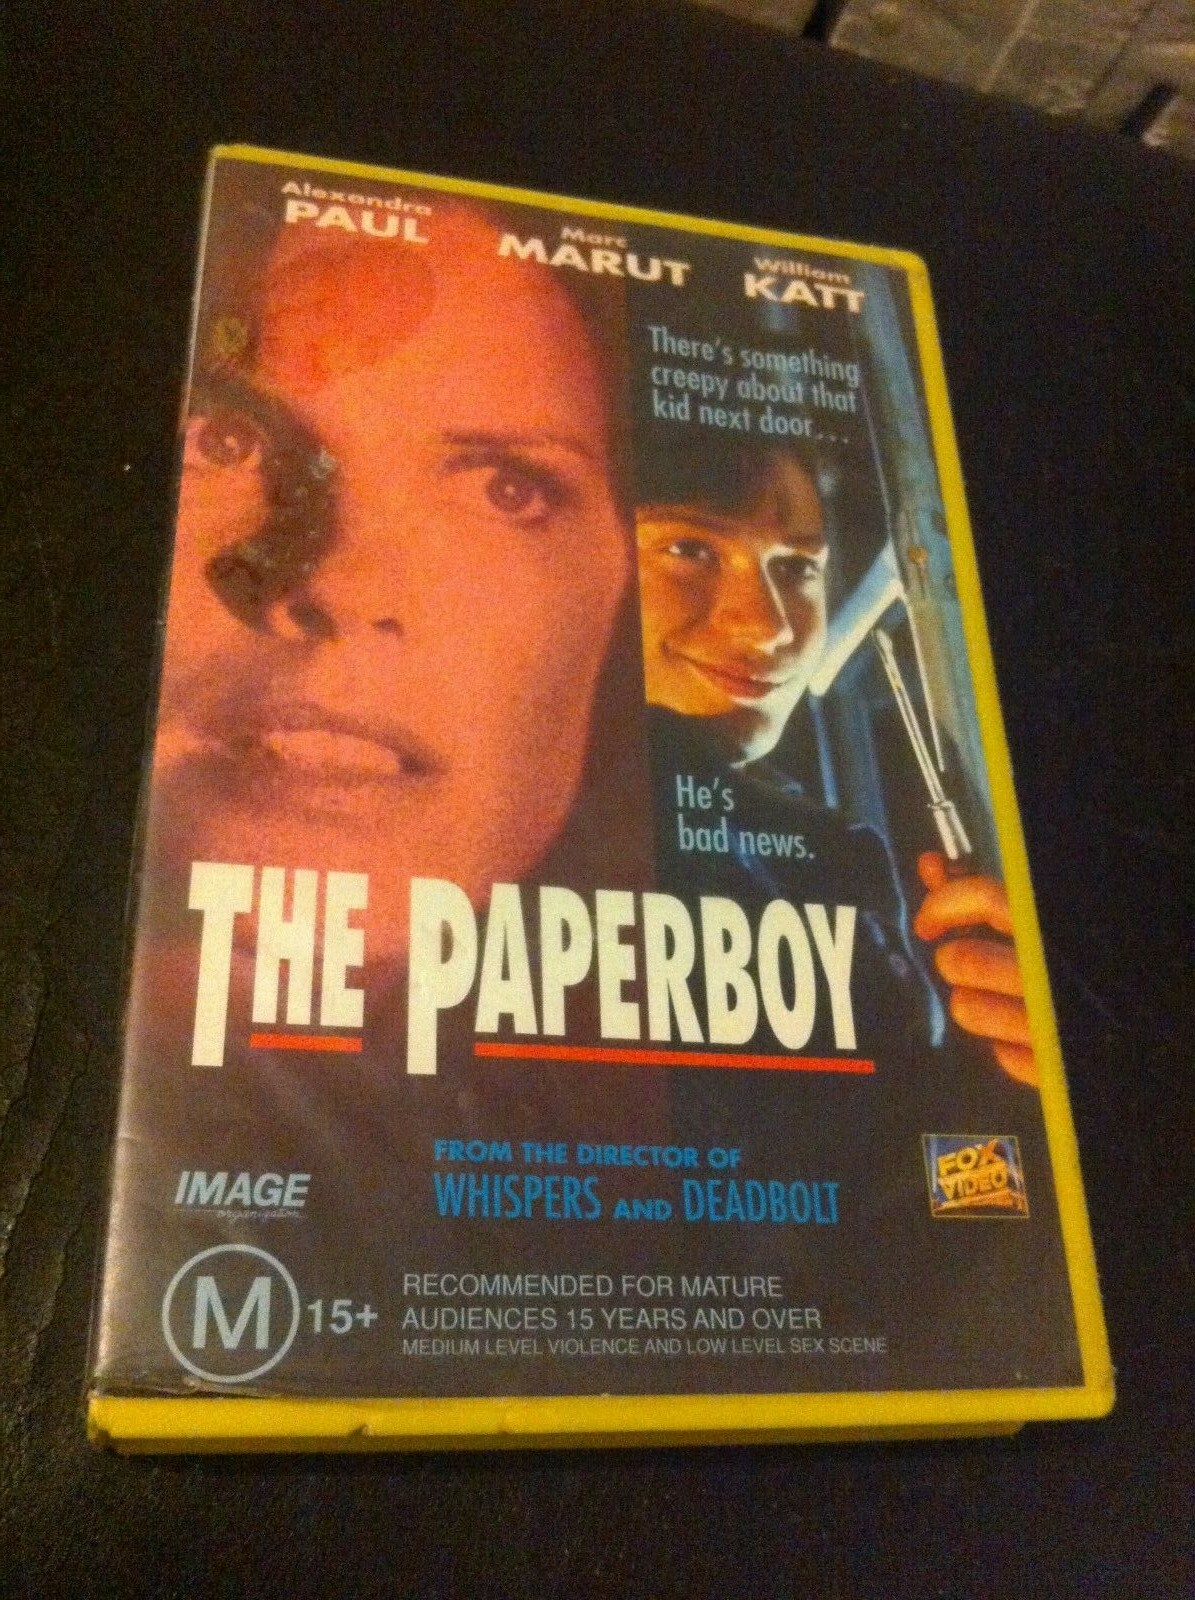 Alexandra
PAUL
Marc
MARUT
William
KATT
There's something
creepy about that
kid next door...
He's
bad news.
THE PAPERBOY
FROM THE DIRECTOR OF
WHISPERS AND DEADBOLT
IMAGE
organization
FOX
VIDEO
M 15+
RECOMMENDED FOR MATURE
AUDIENCES 15 YEARS AND OVER
MEDIUM LEVEL VIOLENCE AND LOW LEVEL SEX SCENE